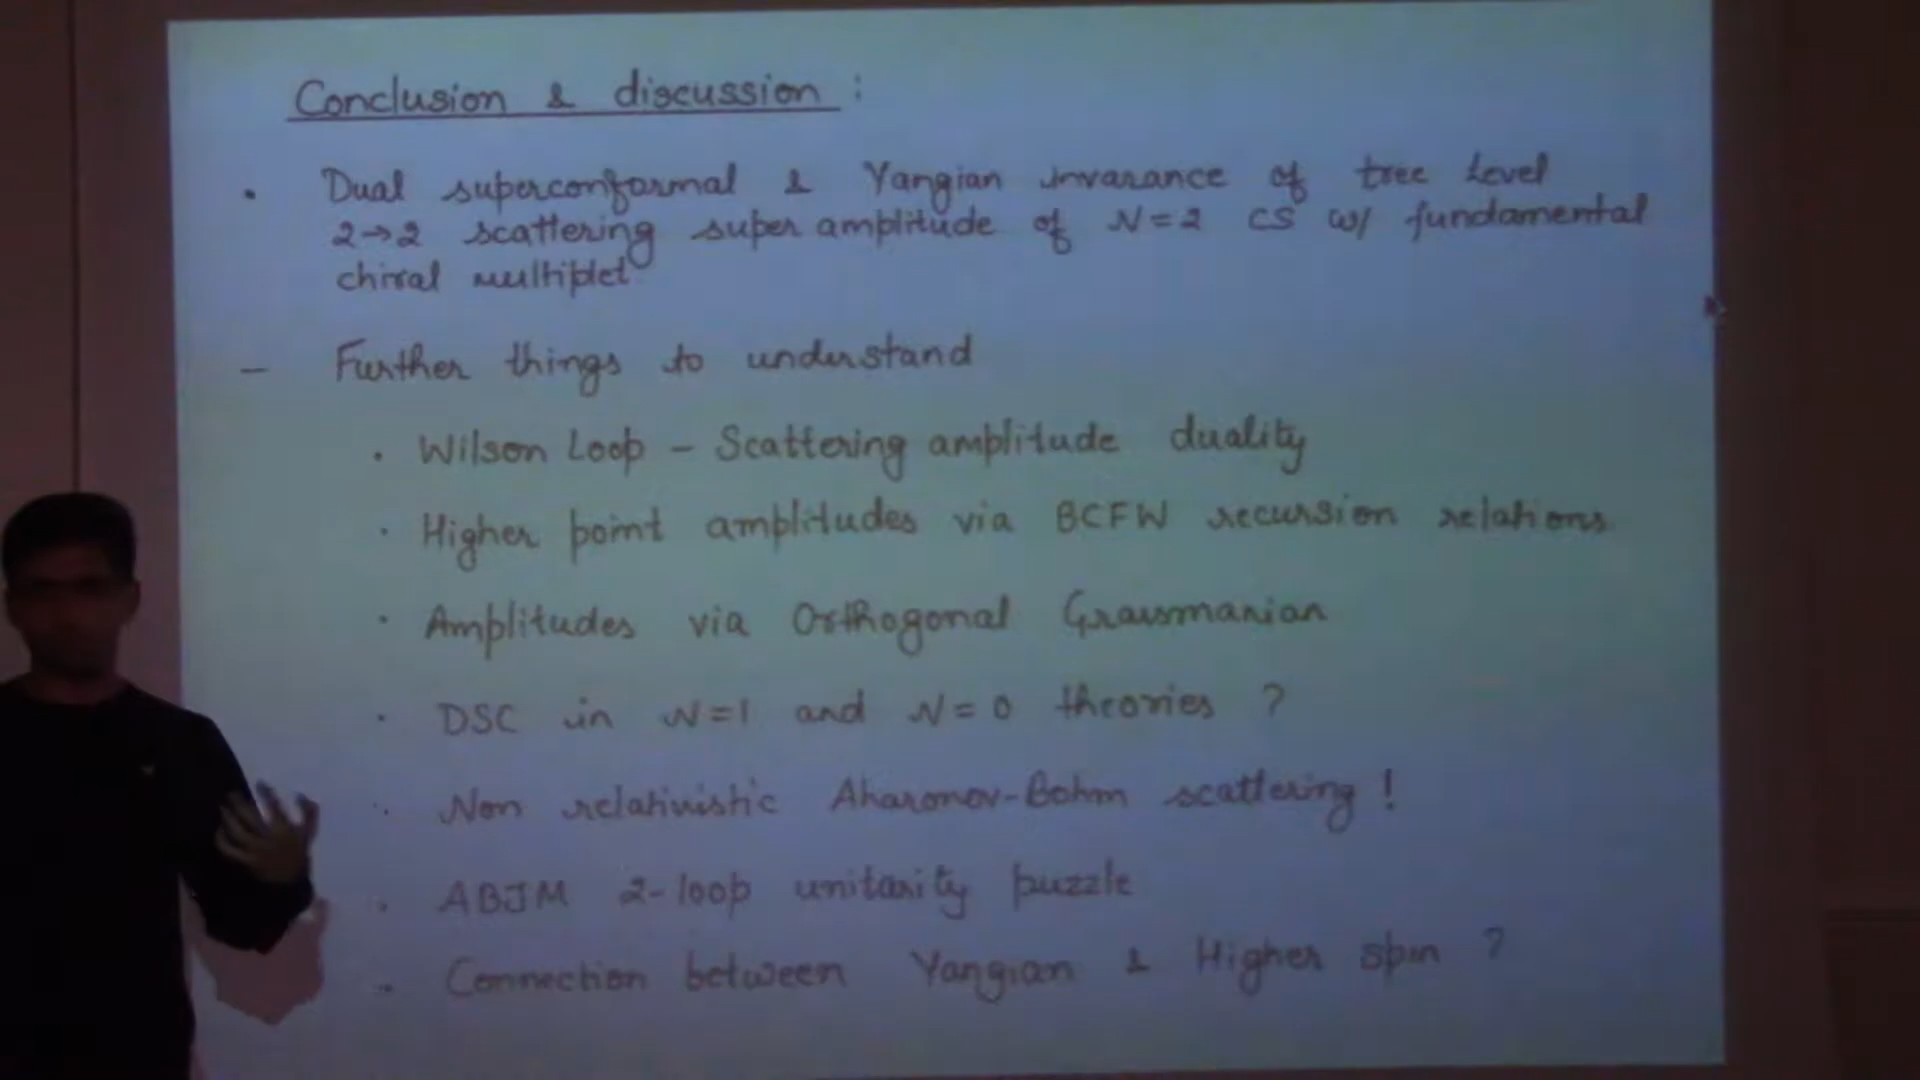 Conclusion & discussion :
• Dual superconformal & Yangian invarance of tree level
2→2 scattering super amplitude of N=2 CS w/ fundamental
chiral multiplet
– Further things to understand
• Wilson Loop – Scattering amplitude duality
• Higher point amplitudes via BCFW recursion relations
• Amplitudes via Orthogonal Grassmanian
• DSC in N=1 and N=0 theories ?
• Non relativistic Aharonov-Bohm scattering !
• ABJM 2-loop unitarity puzzle
• Connection between Yangian & Higher spin ?